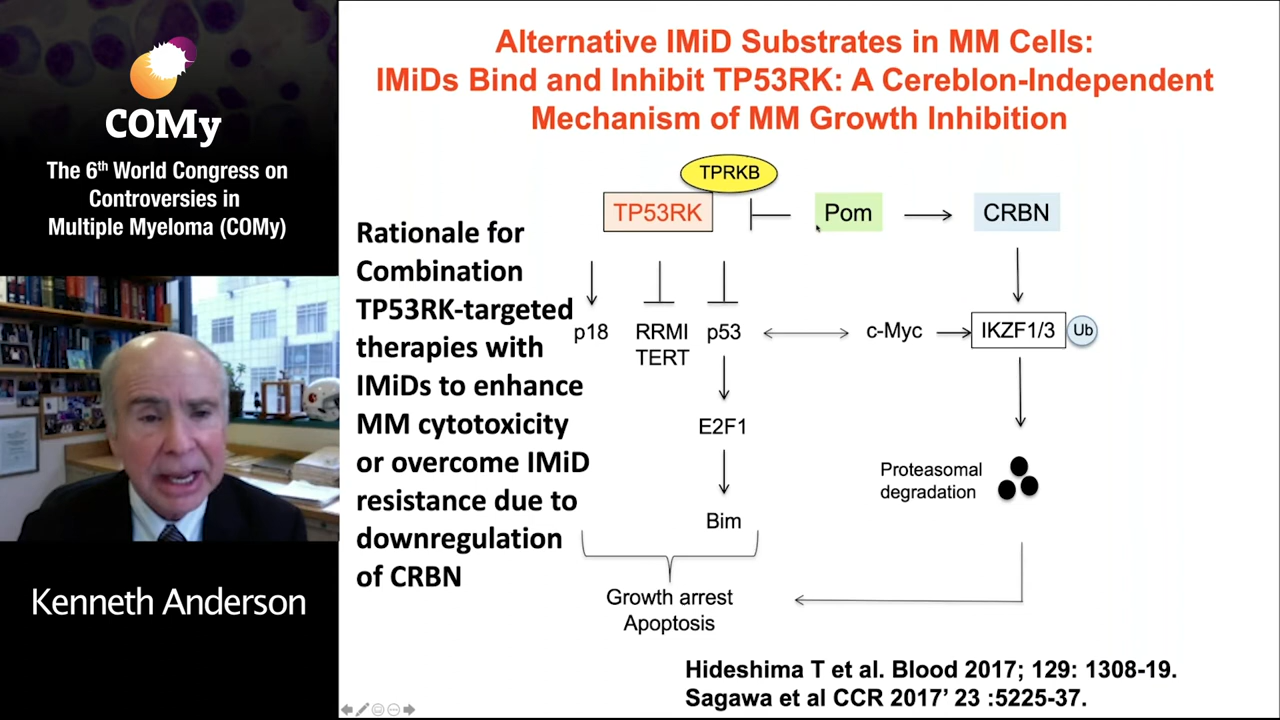 COMy
The 6th World Congress on
Controversies in
Multiple Myeloma (COMy)
Kenneth Anderson
Alternative IMiD Substrates in MM Cells:
IMiDs Bind and Inhibit TP53RK: A Cereblon-Independent
Mechanism of MM Growth Inhibition
Rationale for
Combination
TP53RK-targeted
therapies with
IMiDs to enhance
MM cytotoxicity
or overcome IMiD
resistance due to
downregulation
of CRBN
TPRKB
TP53RK
Pom
CRBN
p18
RRMI
TERT
p53
c-Myc
IKZF1/3
Ub
E2F1
Proteasomal
degradation
Bim
Growth arrest
Apoptosis
Hideshima T et al. Blood 2017; 129: 1308-19.
Sagawa et al CCR 2017’ 23 :5225-37.